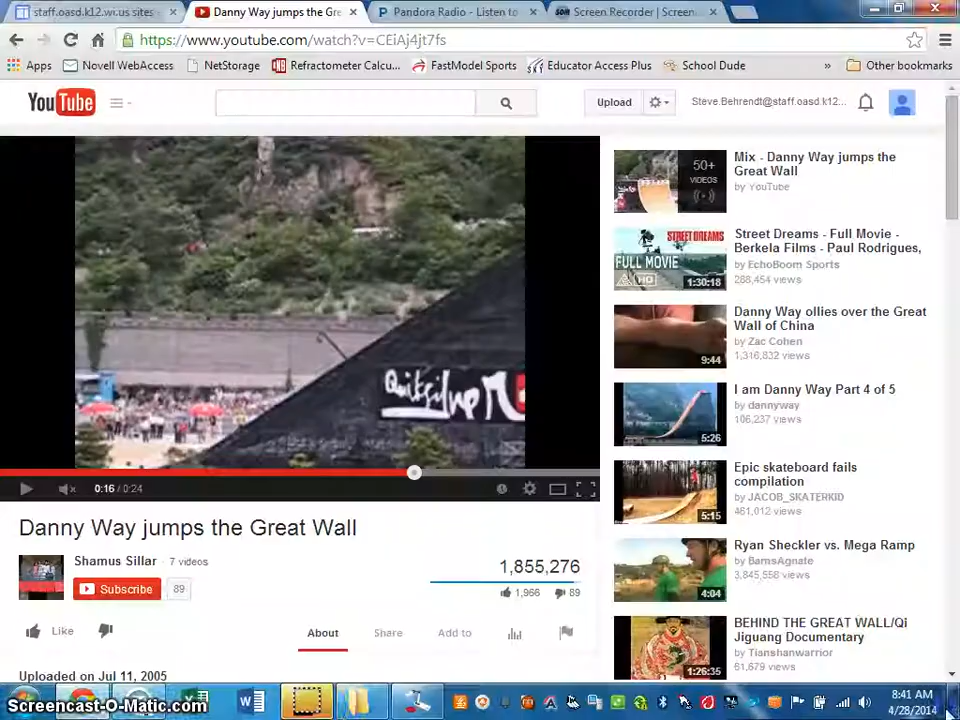 staff.oasd.k12.wi.us sites -
Danny Way jumps the Gre
Pandora Radio - Listen to
Screen Recorder | Screen
https://www.youtube.com/watch?v=CEiAj4jt7fs
Apps
Novell WebAccess
NetStorage
Refractometer Calcu...
FastModel Sports
Educator Access Plus
School Dude
»
Other bookmarks
YouTube
Upload
Steve.Behrendt@staff.oasd.k12...
Quiksilver
0:16 / 0:24
Danny Way jumps the Great Wall
Shamus Sillar · 7 videos
Subscribe 89
1,855,276
1,966 89
Like
About
Share
Add to
Uploaded on Jul 11, 2005
50+
VIDEOS
Mix - Danny Way jumps the
Great Wall
by YouTube
STREET DREAMS
FULL MOVIE
HD
1:30:18
Street Dreams - Full Movie -
Berkela Films - Paul Rodrigues,
by EchoBoom Sports
288,454 views
9:44
Danny Way ollies over the Great
Wall of China
by Zac Cohen
1,316,832 views
5:26
I am Danny Way Part 4 of 5
by dannyway
106,237 views
5:15
Epic skateboard fails
compilation
by JACOB_SKATERKID
481,012 views
4:04
Ryan Sheckler vs. Mega Ramp
by BamsAgnate
3,845,558 views
1:26:35
BEHIND THE GREAT WALL/Qi
Jiguang Documentary
by Tianshanwarrior
61,679 views
Screencast-O-Matic.com
8:41 AM
4/28/2014